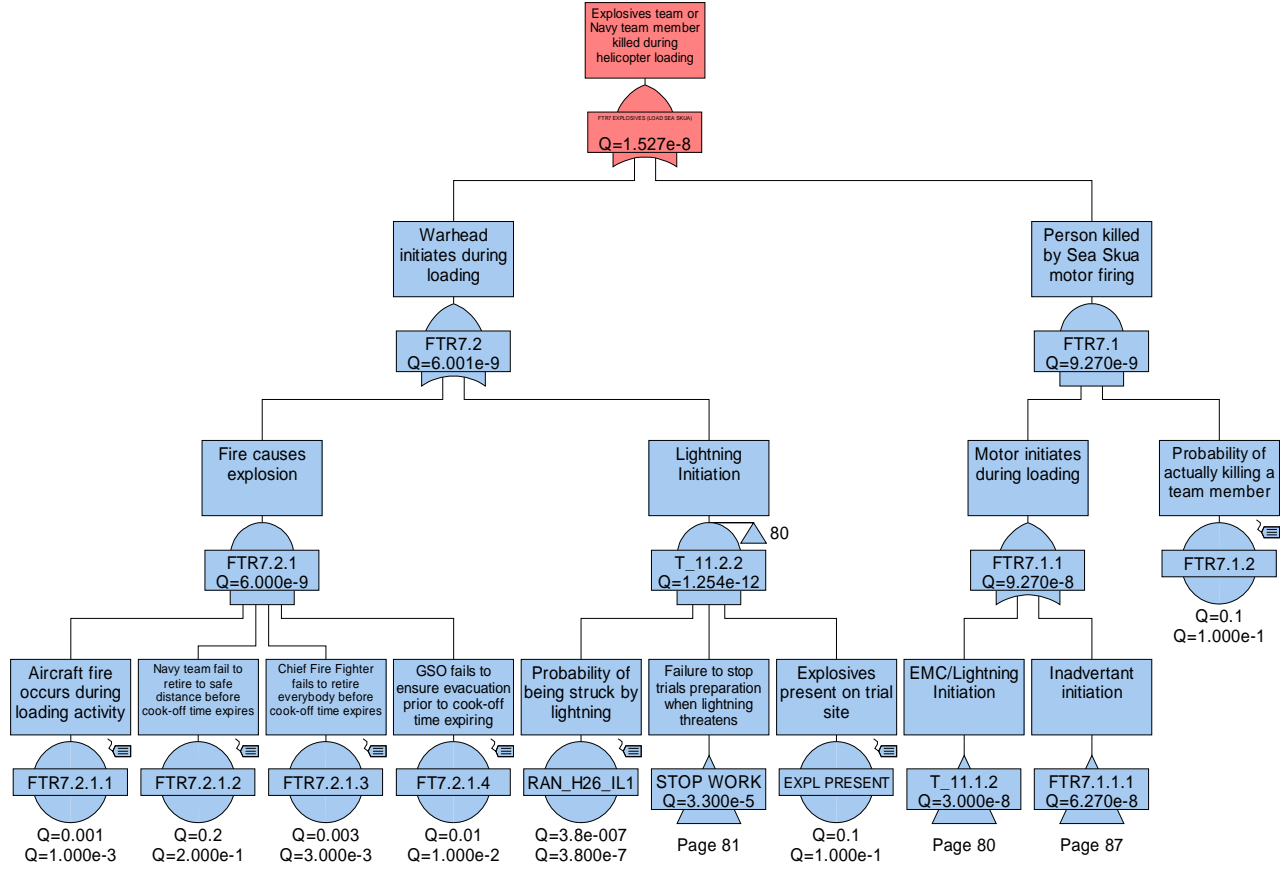 Explosives team or
Navy team member
killed during
helicopter loading
FTR7 EXPLOSIVES (LOAD SEA SKUA)
Q=1.527e-8
Warhead
initiates during
loading
FTR7.2
Q=6.001e-9
Person killed
by Sea Skua
motor firing
FTR7.1
Q=9.270e-9
Fire causes
explosion
FTR7.2.1
Q=6.000e-9
Lightning
Initiation
80
T_11.2.2
Q=1.254e-12
Motor initiates
during loading
FTR7.1.1
Q=9.270e-8
Probability of
actually killing a
team member
FTR7.1.2
Q=0.1
Q=1.000e-1
Aircraft fire
occurs during
loading activity
FTR7.2.1.1
Q=0.001
Q=1.000e-3
Navy team fail to
retire to safe
distance before
cook-off time expires
FTR7.2.1.2
Q=0.2
Q=2.000e-1
Chief Fire Fighter
fails to retire
everybody before
cook-off time expires
FTR7.2.1.3
Q=0.003
Q=3.000e-3
GSO fails to
ensure evacuation
prior to cook-off
time expiring
FT7.2.1.4
Q=0.01
Q=1.000e-2
Probability of
being struck by
lightning
RAN_H26_IL1
Q=3.8e-007
Q=3.800e-7
Failure to stop
trials preparation
when lightning
threatens
STOP WORK
Q=3.300e-5
Page 81
Explosives
present on trial
site
EXPL PRESENT
Q=0.1
Q=1.000e-1
EMC/Lightning
Initiation
T_11.1.2
Q=3.000e-8
Page 80
Inadvertant
initiation
FTR7.1.1.1
Q=6.270e-8
Page 87